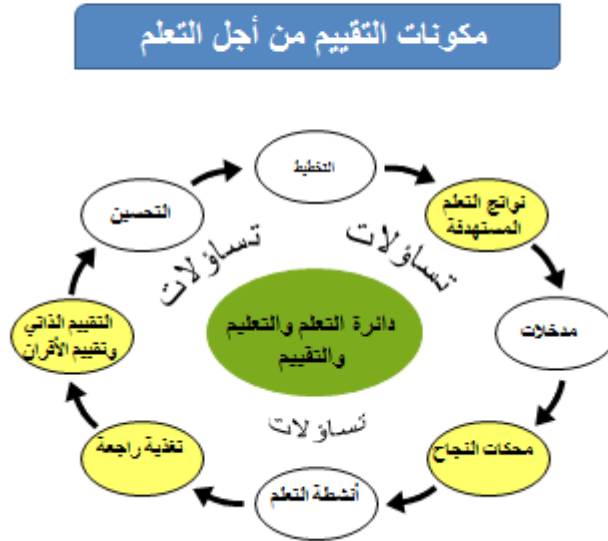 مكونات التقييم من أجل التعلم
التخطيط
نواتج التعلم
المستهدفة
مدخلات
محكات النجاح
أنشطة التعلم
تغذية راجعة
التقييم الذاتي
وتقييم الأقران
التحسين
تساؤلات
تساؤلات
دائرة التعلم والتعليم
والتقييم
تساؤلات